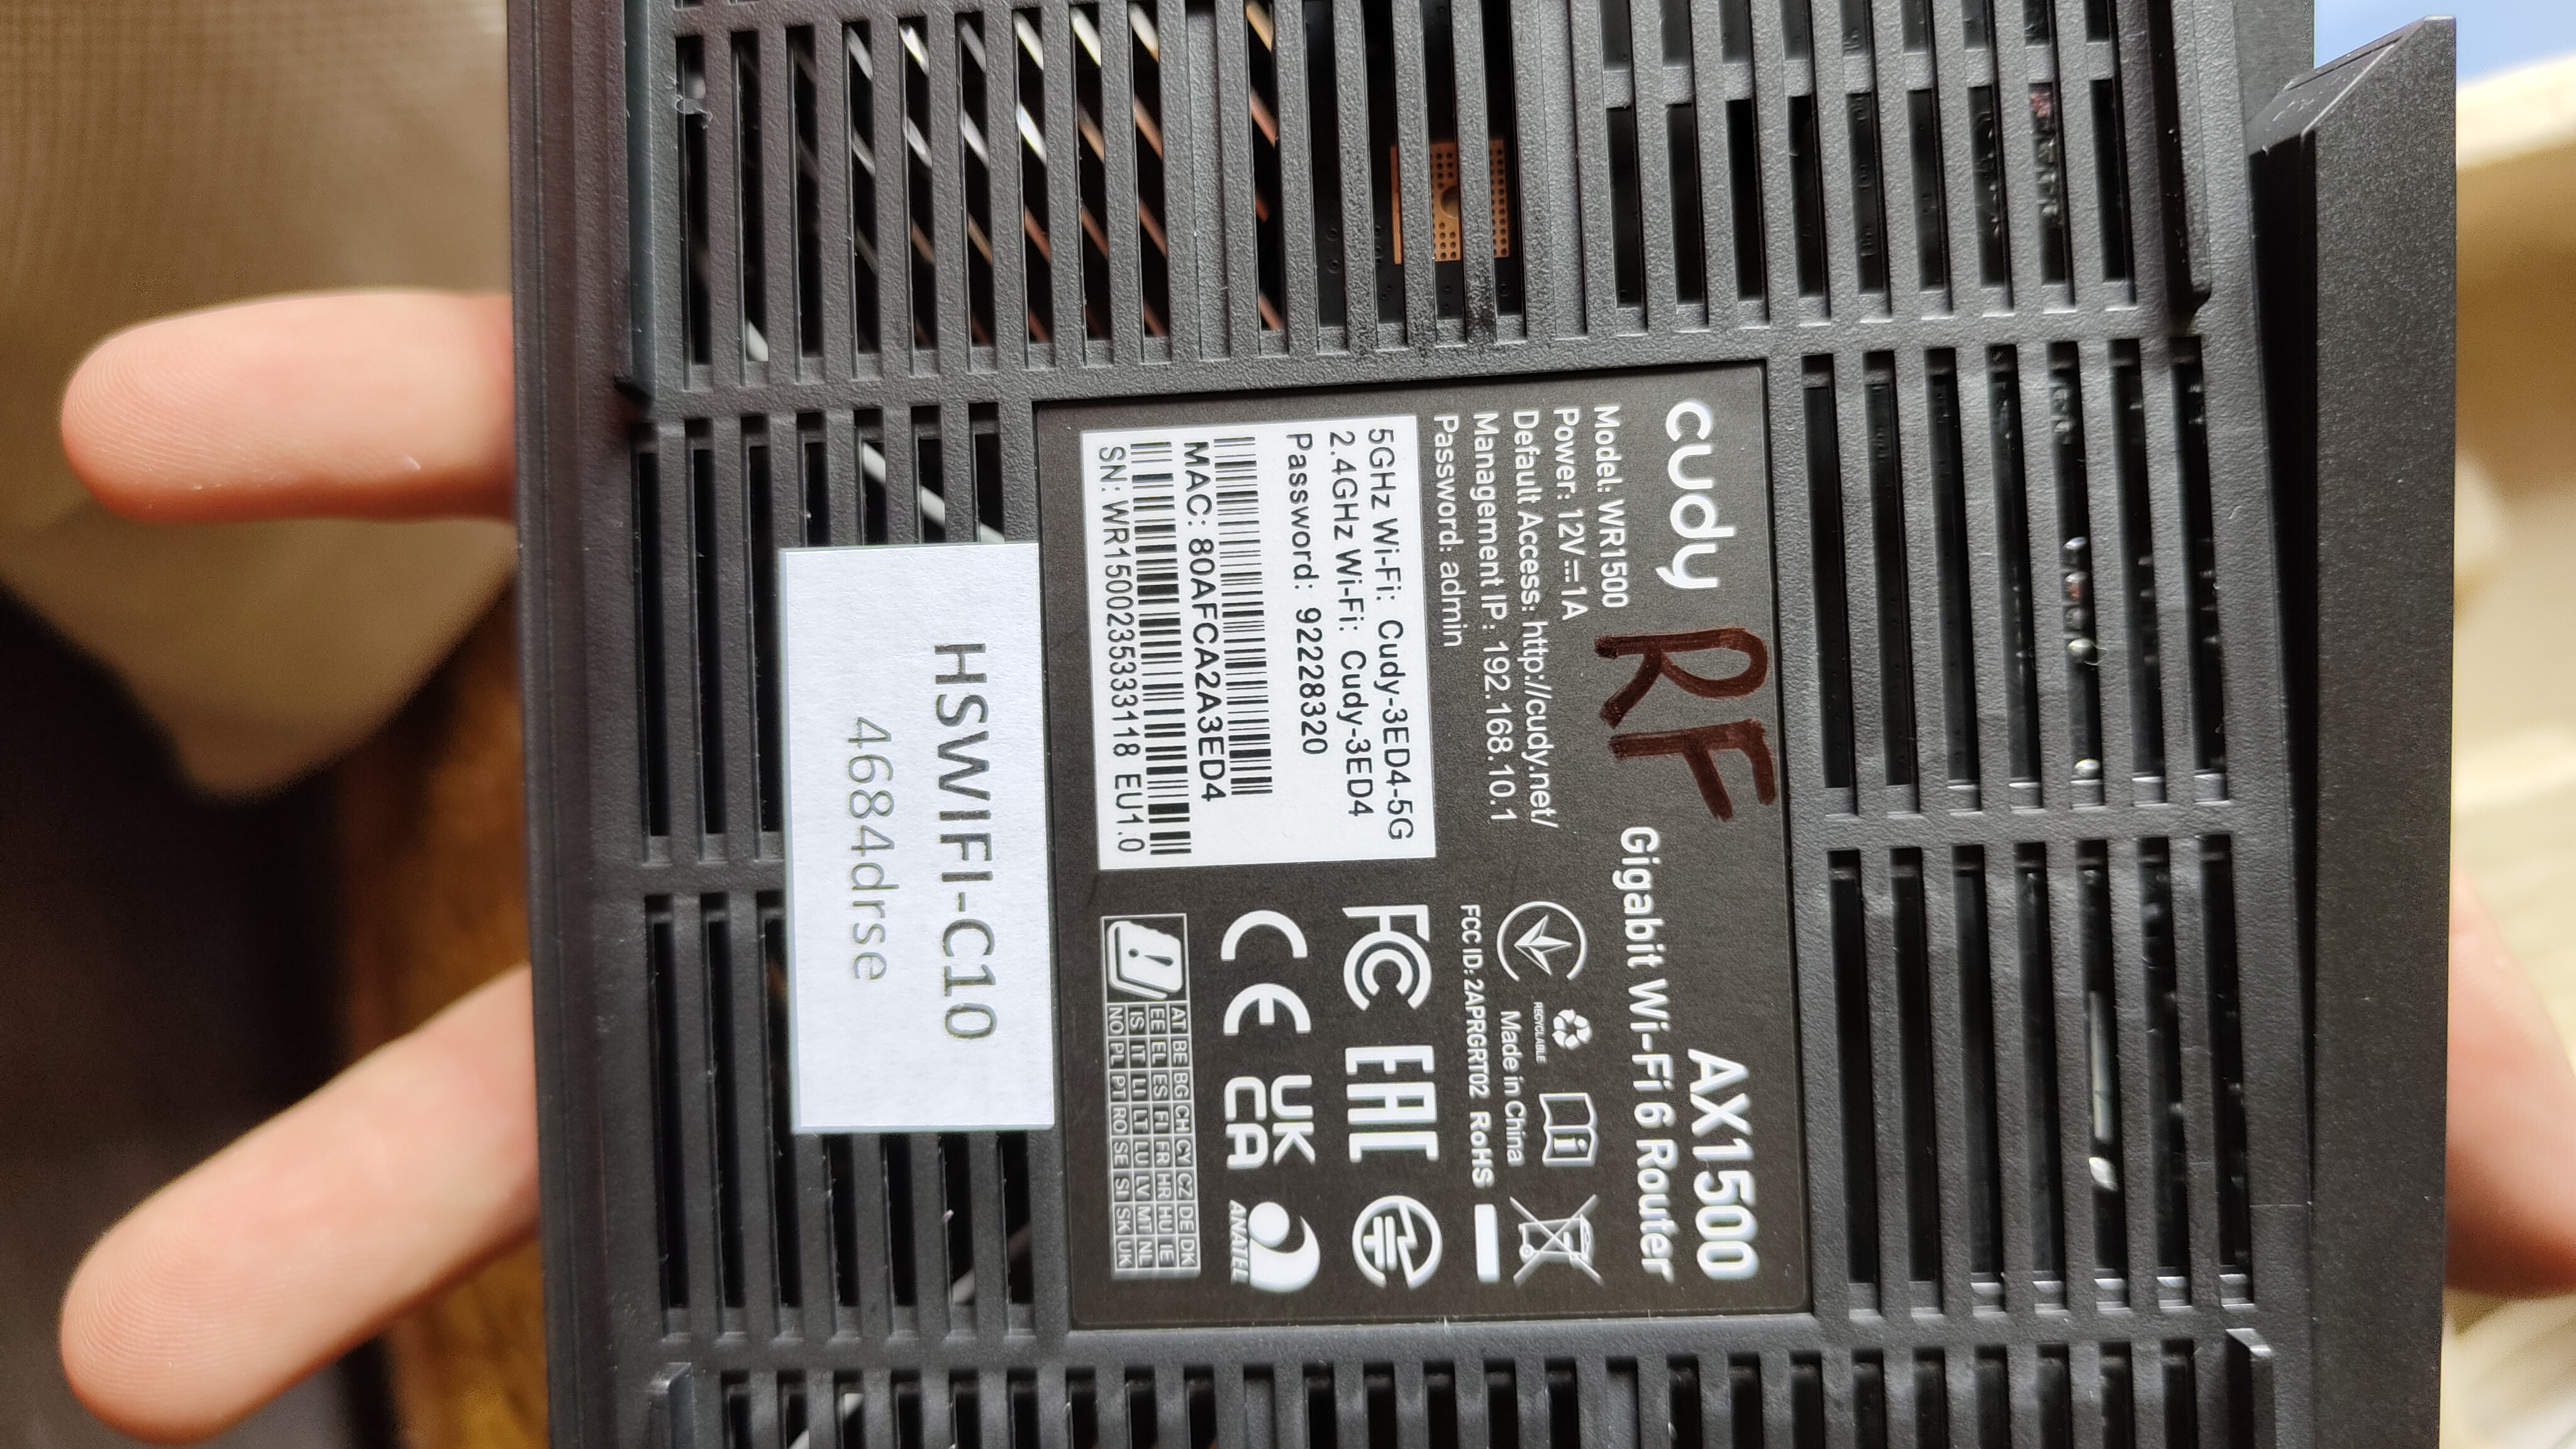 cudy
RF
AX1500
Gigabit Wi-Fi 6 Router
Model: WR1500
Power: 12V⎓1A
Default Access: http://cudy.net/
Management IP: 192.168.10.1
Password: admin
5GHz Wi-Fi: Cudy-3ED4-5G
2.4GHz Wi-Fi: Cudy-3ED4
Password: 92228320
MAC: 80AFCA2A3ED4
SN: WR15002353333118 EU1.0
RECYCLABLE
Made in China
FCC ID: 2APRGRT02 RoHS
FC EAC
CE UK CA ANATEL
AT BE BG CH CY CZ DE DK
EE EL ES FI FR HR HU IE
IS IT LI LT LU LV MT NL
NO PL PT RO SE SI SK UK
HSWIFI-C10
4684drse